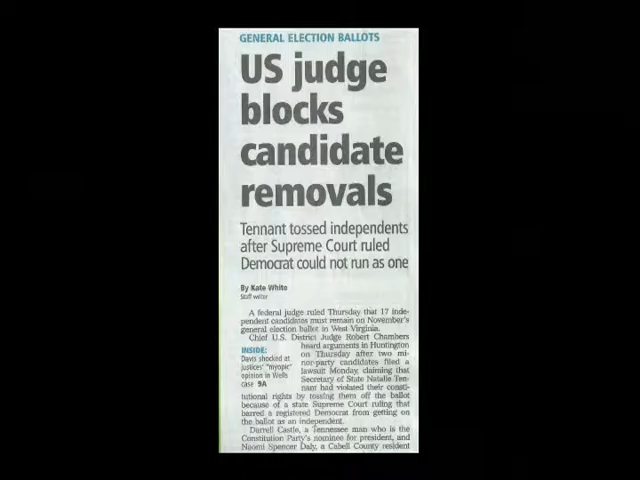 GENERAL ELECTION BALLOTS
US judge
blocks
candidate
removals
Tennant tossed independents
after Supreme Court ruled
Democrat could not run as one
By Kate White
Staff writer
A federal judge ruled Thursday that 17 inde-
pendent candidates must remain on November's
general election ballot in West Virginia.
Chief U.S. District Judge Robert Chambers
heard arguments in Huntington
on Thursday after two mi-
nor-party candidates filed a
lawsuit Monday, claiming that
Secretary of State Natalie Ten-
nant had violated their consti-
INSIDE:
Davis shocked at
justices' "myopic"
opinion in Wells
case 9A
tutional rights by tossing them off the ballot
because of a state Supreme Court ruling that
barred a registered Democrat from getting on
the ballot as an independent.
Darrell Castle, a Tennessee man who is the
Constitution Party's nominee for president, and
Naomi Spencer Daly, a Cabell County resident